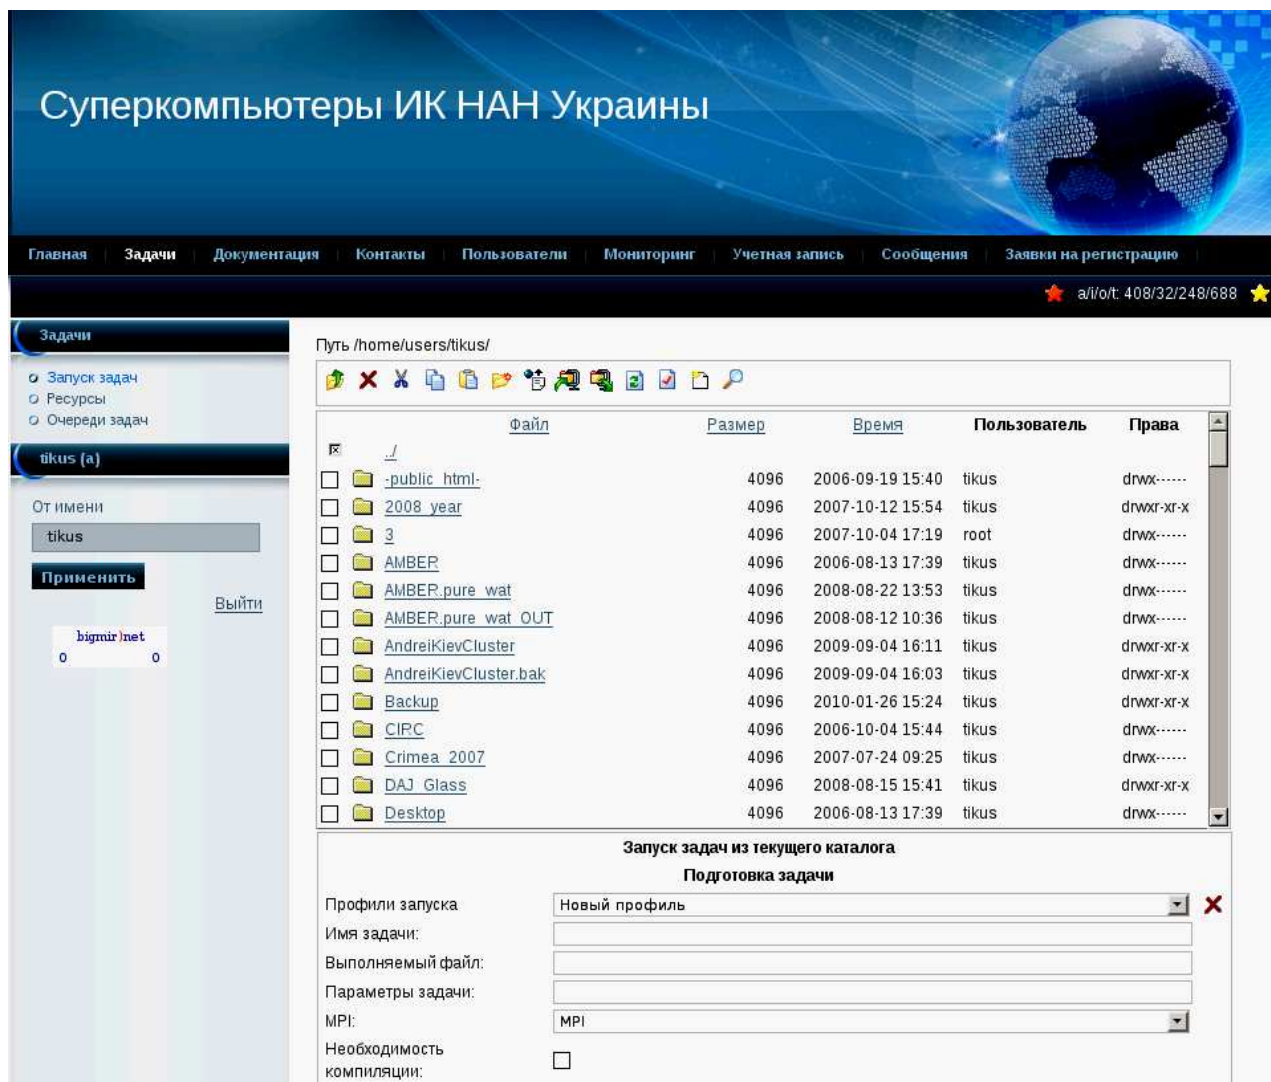 Суперкомпьютеры ИК НАН Украины
Главная Задачи Документация Контакты Пользователи Мониторинг Учетная запись Сообщения Заявки на регистрацию
a/i/o/t: 408/32/248/688
Задачи
Запуск задач
Ресурсы
Очереди задач
tikus (a)
От имени
tikus
Применить
Выйти
bigmir)net
0 0
Путь /home/users/tikus/
Файл Размер Время Пользователь Права
../
-public_html- 4096 2006-09-19 15:40 tikus drwx------
2008_year 4096 2007-10-12 15:54 tikus drwxr-xr-x
3 4096 2007-10-04 17:19 root drwx------
AMBER 4096 2006-08-13 17:39 tikus drwx------
AMBER.pure_wat 4096 2008-08-22 13:53 tikus drwx------
AMBER.pure_wat_OUT 4096 2008-08-12 10:36 tikus drwx------
AndreiKievCluster 4096 2009-09-04 16:11 tikus drwxr-xr-x
AndreiKievCluster.bak 4096 2009-09-04 16:03 tikus drwxr-xr-x
Backup 4096 2010-01-26 15:24 tikus drwxr-xr-x
CIRC 4096 2006-10-04 15:44 tikus drwx------
Crimea_2007 4096 2007-07-24 09:25 tikus drwx------
DAJ_Glass 4096 2008-08-15 15:41 tikus drwxr-xr-x
Desktop 4096 2006-08-13 17:39 tikus drwx------
Запуск задач из текущего каталога
Подготовка задачи
Профили запуска Новый профиль
Имя задачи:
Выполняемый файл:
Параметры задачи:
MPI: MPI
Необходимость
компиляции: